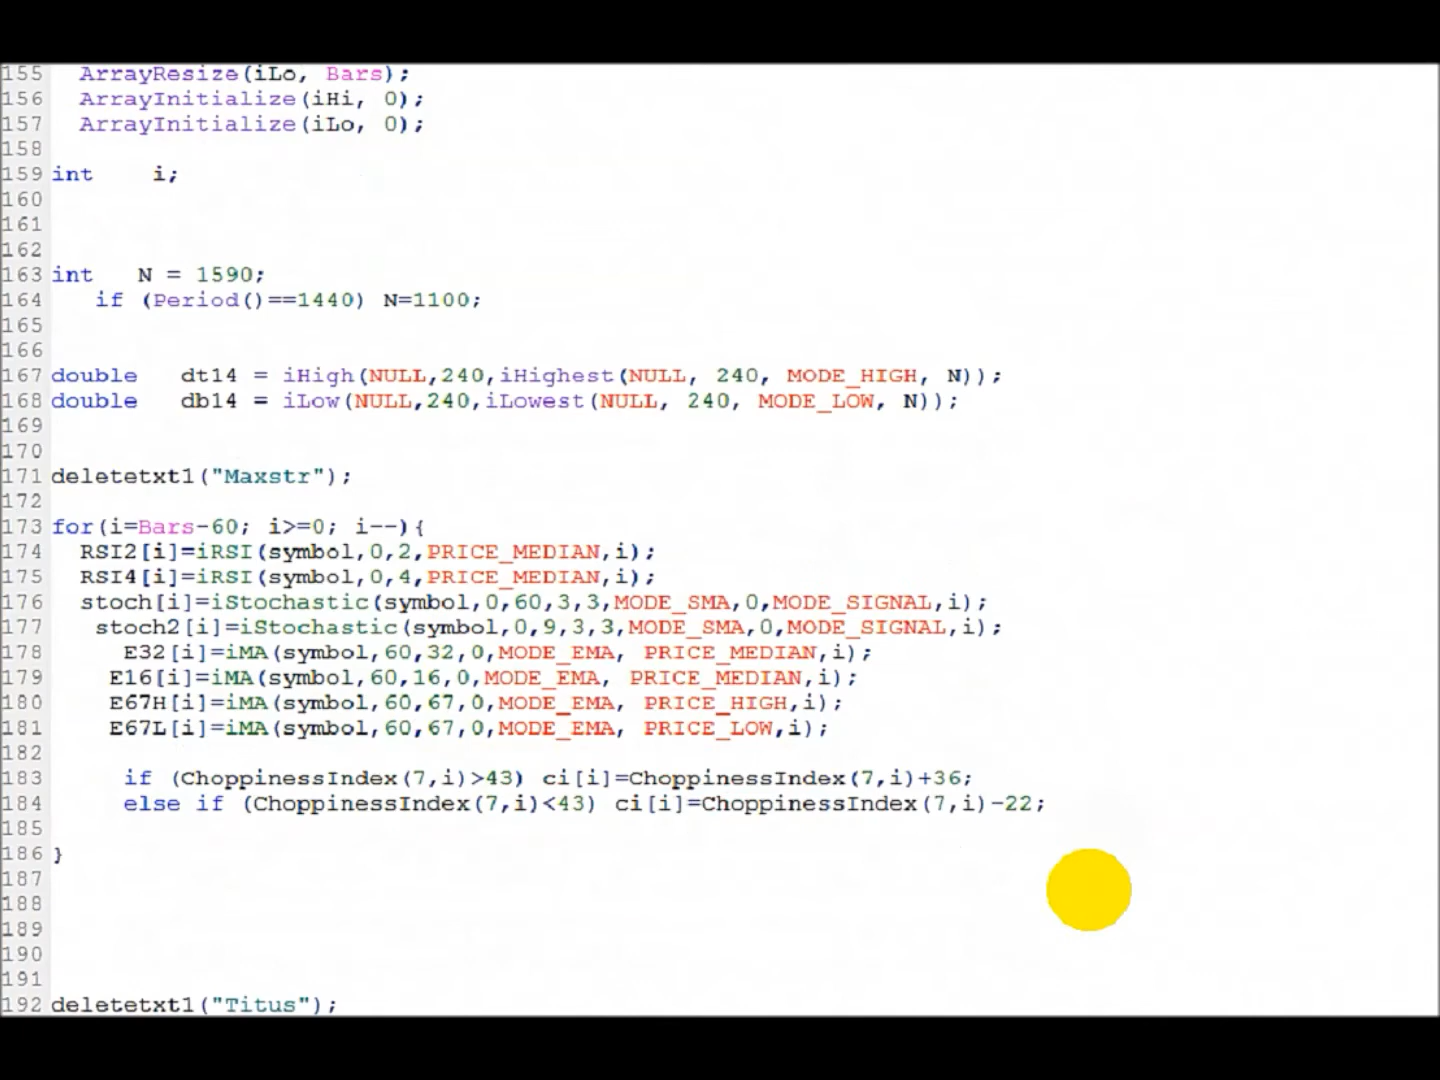 155 ArrayResize(iLo, Bars);
156 ArrayInitialize(iHi, 0);
157 ArrayInitialize(iLo, 0);
158
159 int i;
160
161
162
163 int N = 1590;
164 if (Period()==1440) N=1100;
165
166
167 double dt14 = iHigh(NULL,240,iHighest(NULL, 240, MODE_HIGH, N));
168 double db14 = iLow(NULL,240,iLowest(NULL, 240, MODE_LOW, N));
169
170
171 deletetxt1("Maxstr");
172
173 for(i=Bars-60; i>=0; i--){
174 RSI2[i]=iRSI(symbol,0,2,PRICE_MEDIAN,i);
175 RSI4[i]=iRSI(symbol,0,4,PRICE_MEDIAN,i);
176 stoch[i]=iStochastic(symbol,0,60,3,3,MODE_SMA,0,MODE_SIGNAL,i);
177 stoch2[i]=iStochastic(symbol,0,9,3,3,MODE_SMA,0,MODE_SIGNAL,i);
178 E32[i]=iMA(symbol,60,32,0,MODE_EMA, PRICE_MEDIAN,i);
179 E16[i]=iMA(symbol,60,16,0,MODE_EMA, PRICE_MEDIAN,i);
180 E67H[i]=iMA(symbol,60,67,0,MODE_EMA, PRICE_HIGH,i);
181 E67L[i]=iMA(symbol,60,67,0,MODE_EMA, PRICE_LOW,i);
182
183 if (ChoppinessIndex(7,i)>43) ci[i]=ChoppinessIndex(7,i)+36;
184 else if (ChoppinessIndex(7,i)<43) ci[i]=ChoppinessIndex(7,i)-22;
185
186 }
187
188
189
190
191
192 deletetxt1("Titus");